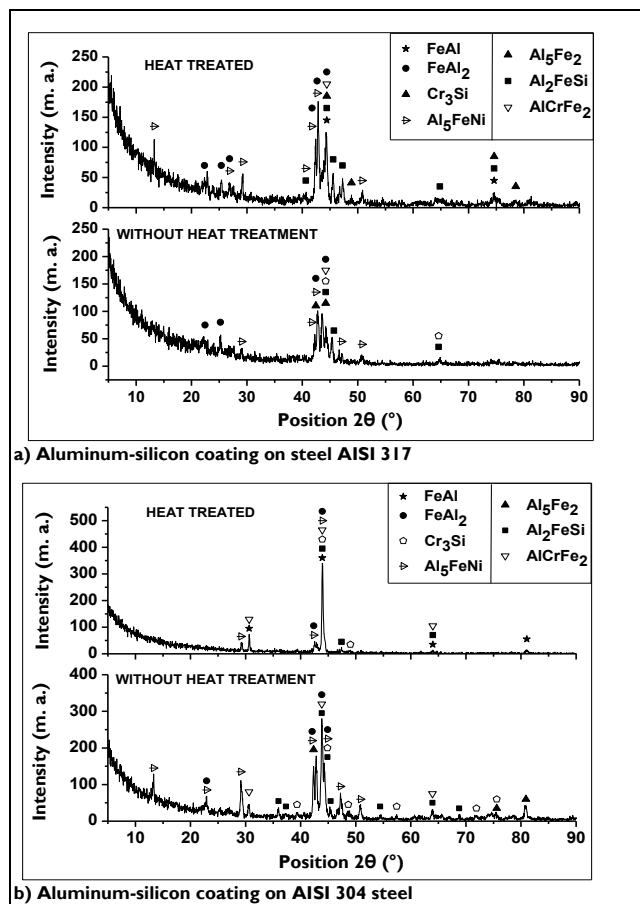 FeAl
FeAl₂
Cr₃Si
Al₅FeNi
Al₅Fe₂
Al₂FeSi
AlCrFe₂
HEAT TREATED
250
200
150
100
50
0
Intensity (m. a.)
WITHOUT HEAT TREATMENT
250
200
150
100
50
0
Intensity (m. a.)
10 20 30 40 50 60 70 80 90
Position 2θ (°)
a) Aluminum-silicon coating on steel AISI 317
FeAl
FeAl₂
Cr₃Si
Al₅FeNi
Al₅Fe₂
Al₂FeSi
AlCrFe₂
HEAT TREATED
500
400
300
200
100
0
Intensity (m. a.)
WITHOUT HEAT TREATMENT
400
300
200
100
0
Intensity (m. a.)
10 20 30 40 50 60 70 80 90
Position 2θ (°)
b) Aluminum-silicon coating on AISI 304 steel